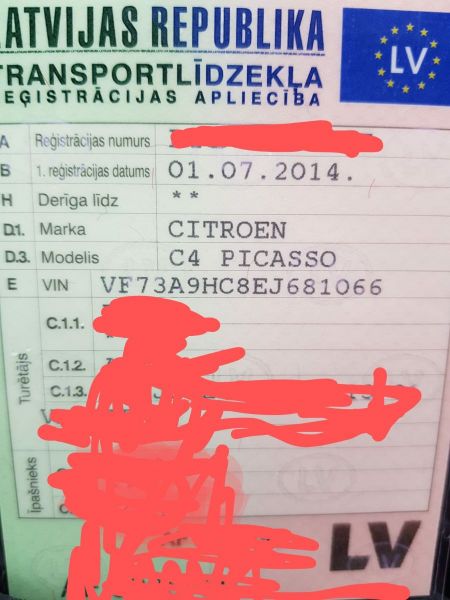 LATVIJAS REPUBLIKA
LV
TRANSPORTLĪDZEKĻA
REĢISTRĀCIJAS APLIECĪBA
A Reģistrācijas numurs
B 1. reģistrācijas datums 01.07.2014.
H Derīga līdz **
D.1. Marka CITROEN
D.3. Modelis C4 PICASSO
E VIN VF73A9HC8EJ681066
Turētājs
C.1.1.
C.1.2.
C.1.3.
Īpašnieks
LV
LV